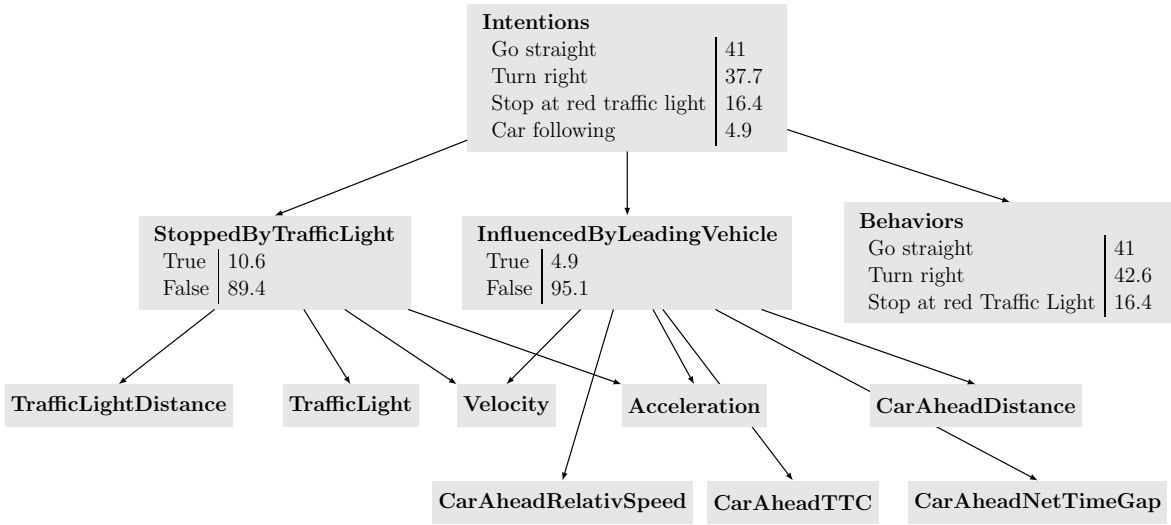 Intentions
Go straight 41
Turn right 37.7
Stop at red traffic light 16.4
Car following 4.9
StoppedByTrafficLight
True 10.6
False 89.4
InfluencedByLeadingVehicle
True 4.9
False 95.1
Behaviors
Go straight 41
Turn right 42.6
Stop at red Traffic Light 16.4
TrafficLightDistance
TrafficLight
Velocity
Acceleration
CarAheadDistance
CarAheadRelativSpeed
CarAheadTTC
CarAheadNetTimeGap